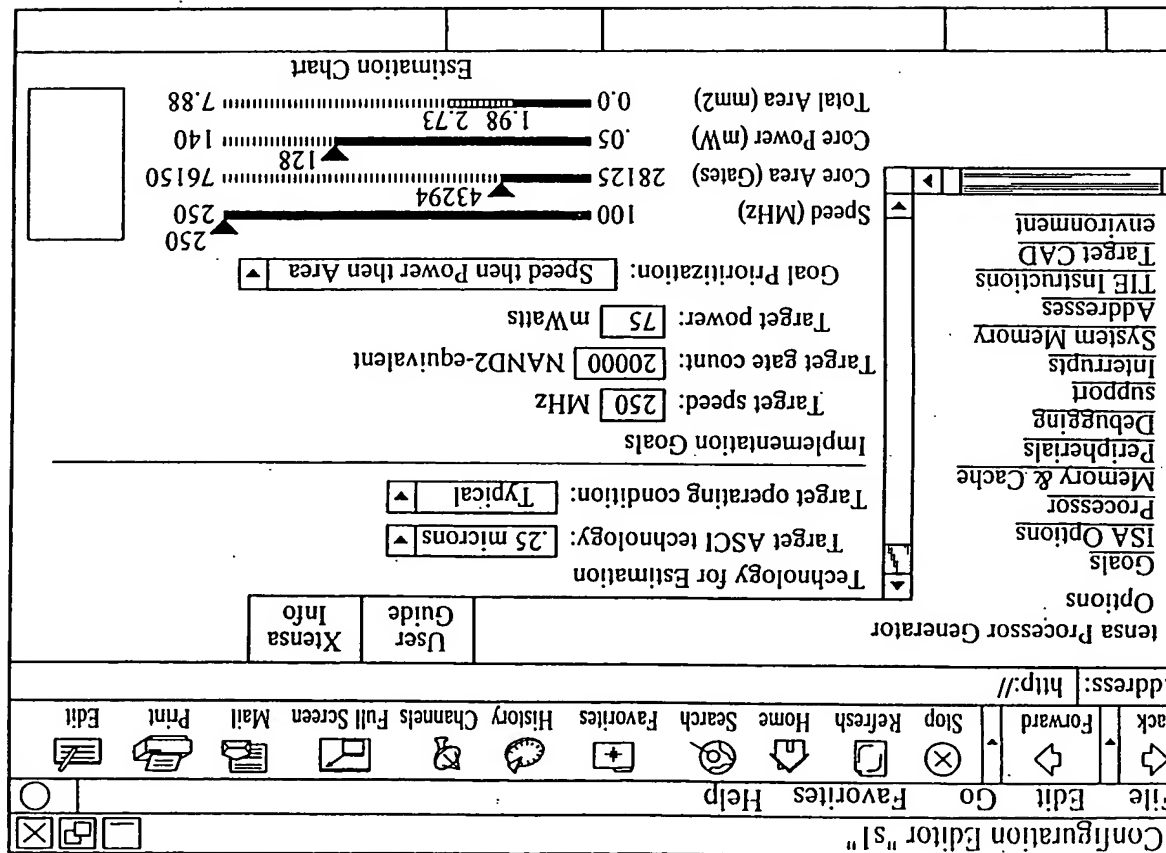 Configuration Editor "s1"
File Edit Go Favorites Help
ack Forward Stop Refresh Home Search Favorites History Channels Full Screen Mail Print Edit
ddress: http://
tensa Processor Generator
User Guide
Xtensa Info
Options
Goals
ISA Options
Processor
Memory & Cache
Peripherials
Debugging
support
Interrupts
System Memory
Addresses
TIE Instructions
Target CAD
environment
Technology for Estimation
Target ASCI technology: .25 microns
Target operating condition: Typical
Implementation Goals
Target speed: 250 MHz
Target gate count: 20000 NAND2-equivalent
Target power: 75 mWatts
Goal Prioritization: Speed then Power then Area
250
Speed (MHz) 100 250
43294
Core Area (Gates) 28125 76150
128
Core Power (mW) .05 140
1.98 2.73
Total Area (mm2) 0.0 7.88
Estimation Chart